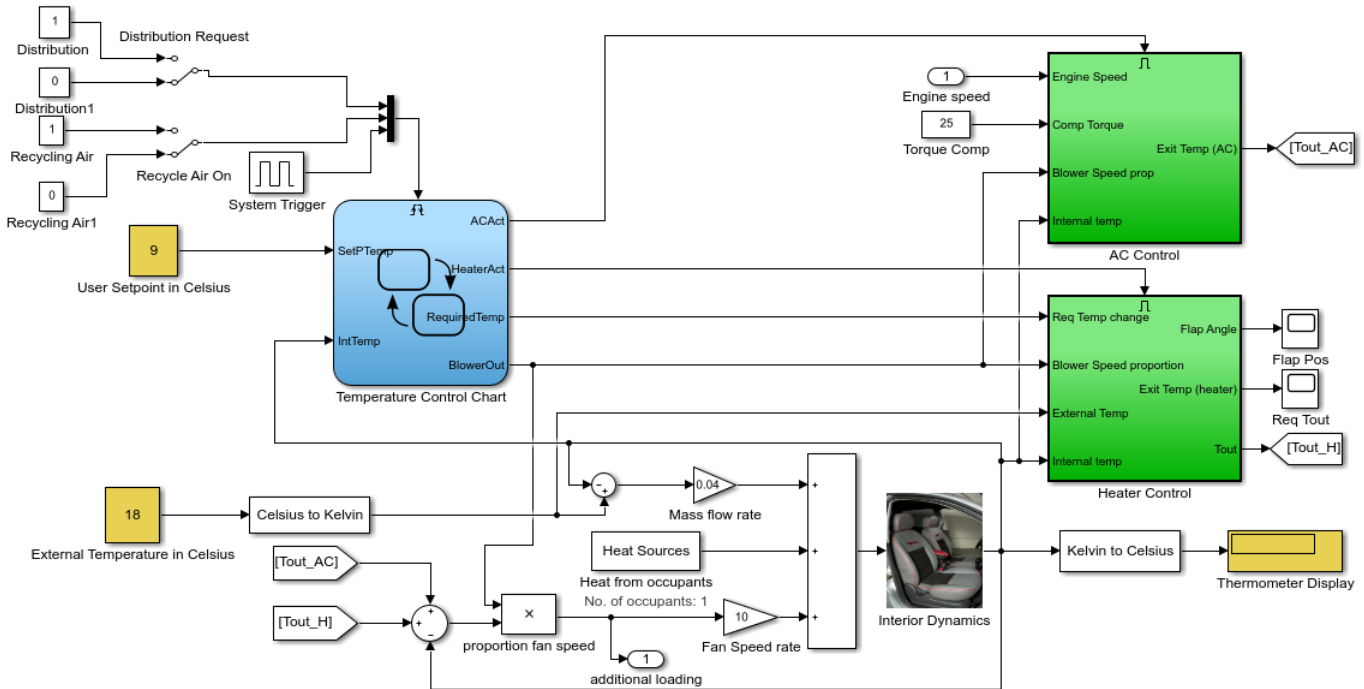 1
Distribution
Distribution Request
0
Distribution1
1
Recycling Air
Recycle Air On
0
Recycling Air1
System Trigger
9
User Setpoint in Celsius
SetPTemp
IntTemp
ACAct
HeaterAct
RequiredTemp
BlowerOut
Temperature Control Chart
1
Engine speed
25
Torque Comp
Engine Speed
Comp Torque
Blower Speed prop
Internal temp
Exit Temp (AC)
AC Control
[Tout_AC]
Req Temp change
Blower Speed proportion
External Temp
Internal temp
Flap Angle
Exit Temp (heater)
Tout
Heater Control
Flap Pos
Req Tout
[Tout_H]
18
External Temperature in Celsius
Celsius to Kelvin
[Tout_AC]
[Tout_H]
+
+
−
×
proportion fan speed
−
+
0.04
Mass flow rate
Heat Sources
Heat from occupants
No. of occupants: 1
10
Fan Speed rate
1
additional loading
+
+
+
Interior Dynamics
Kelvin to Celsius
Thermometer Display